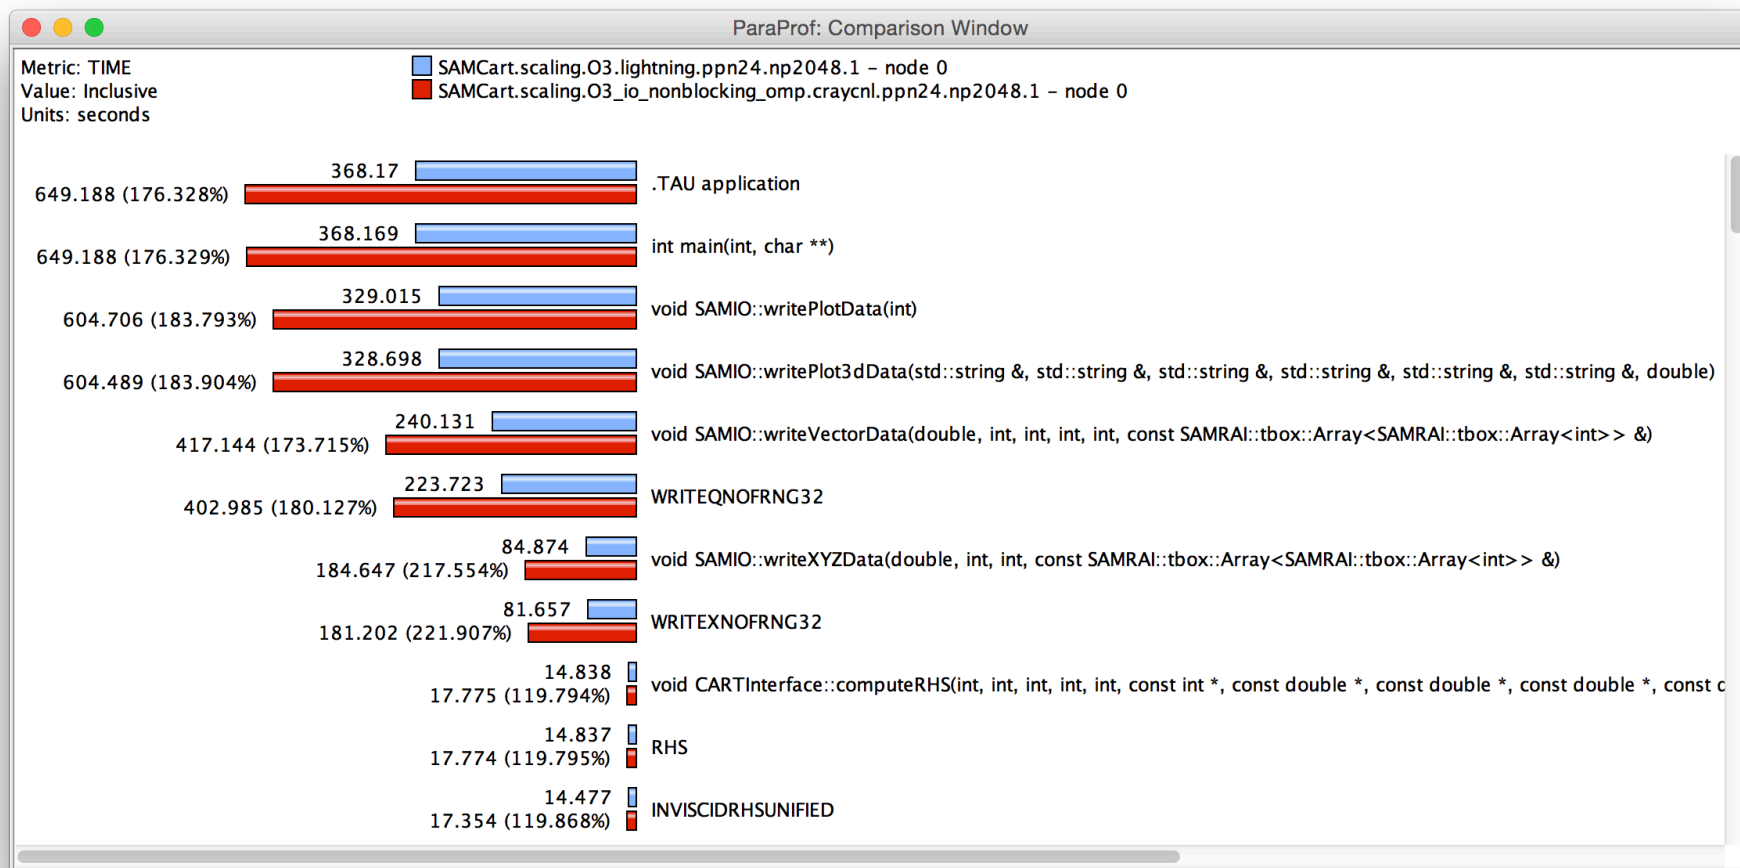 ParaProf: Comparison Window
Metric: TIME
Value: Inclusive
Units: seconds
SAMCart.scaling.O3.lightning.ppn24.np2048.1 – node 0
SAMCart.scaling.O3_io_nonblocking_omp.craycnl.ppn24.np2048.1 – node 0
368.17
649.188 (176.328%)
.TAU application
368.169
649.188 (176.329%)
int main(int, char **)
329.015
604.706 (183.793%)
void SAMIO::writePlotData(int)
328.698
604.489 (183.904%)
void SAMIO::writePlot3dData(std::string &, std::string &, std::string &, std::string &, std::string &, std::string &, double)
240.131
417.144 (173.715%)
void SAMIO::writeVectorData(double, int, int, int, int, const SAMRAI::tbox::Array<SAMRAI::tbox::Array<int>> &)
223.723
402.985 (180.127%)
WRITEQNOFRNG32
84.874
184.647 (217.554%)
void SAMIO::writeXYZData(double, int, int, const SAMRAI::tbox::Array<SAMRAI::tbox::Array<int>> &)
81.657
181.202 (221.907%)
WRITEXNOFRNG32
14.838
17.775 (119.794%)
void CARTInterface::computeRHS(int, int, int, int, int, const int *, const double *, const double *, const double *, const
14.837
17.774 (119.795%)
RHS
14.477
17.354 (119.868%)
INVISCIDRHSUNIFIED